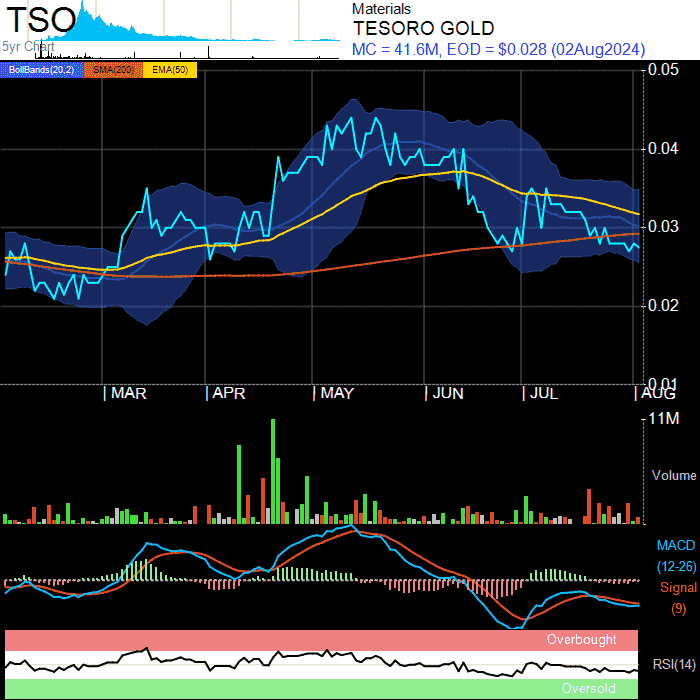 TSO
5yr Chart
Materials
TESORO GOLD
MC = 41.6M, EOD = $0.028 (02Aug2024)
BollBands(20,2) SMA(200) EMA(50)
0.05
0.04
0.03
0.02
0.01
MAR APR MAY JUN JUL AUG
11M
Volume
MACD
(12-26)
Signal
(9)
Overbought
RSI(14)
Oversold